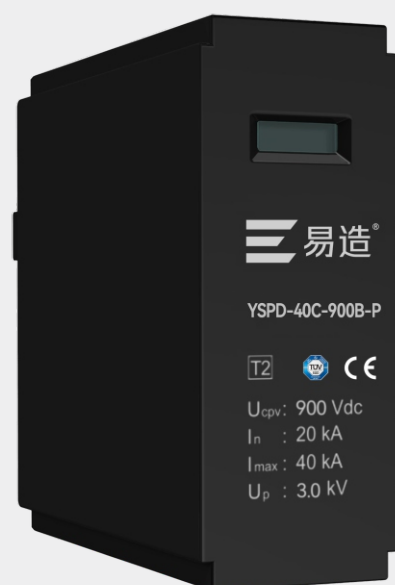 易造®
YSPD-40C-900B-P
T2 TÜV CE
Ucpv: 900 Vdc
In : 20 kA
Imax: 40 kA
Up : 3.0 kV